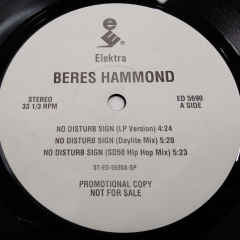 Elektra
BERES HAMMOND
STEREO
33 1/3 RPM
ED 5690
A SIDE
NO DISTURB SIGN (LP Version) 4:24
NO DISTURB SIGN (Daylite Mix) 5:20
NO DISTURB SIGN (SD50 Hip Hop Mix) 5:23
ST-ED-5690A-SP
PROMOTIONAL COPY
NOT FOR SALE